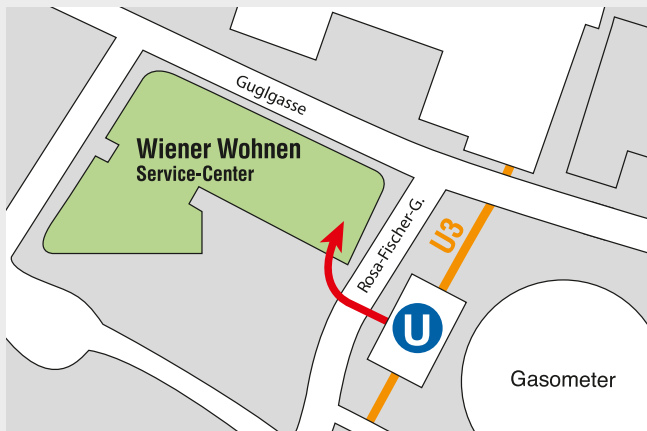 Guglgasse
Wiener Wohnen
Service-Center
Rosa-Fischer-G.
U3
U
Gasometer